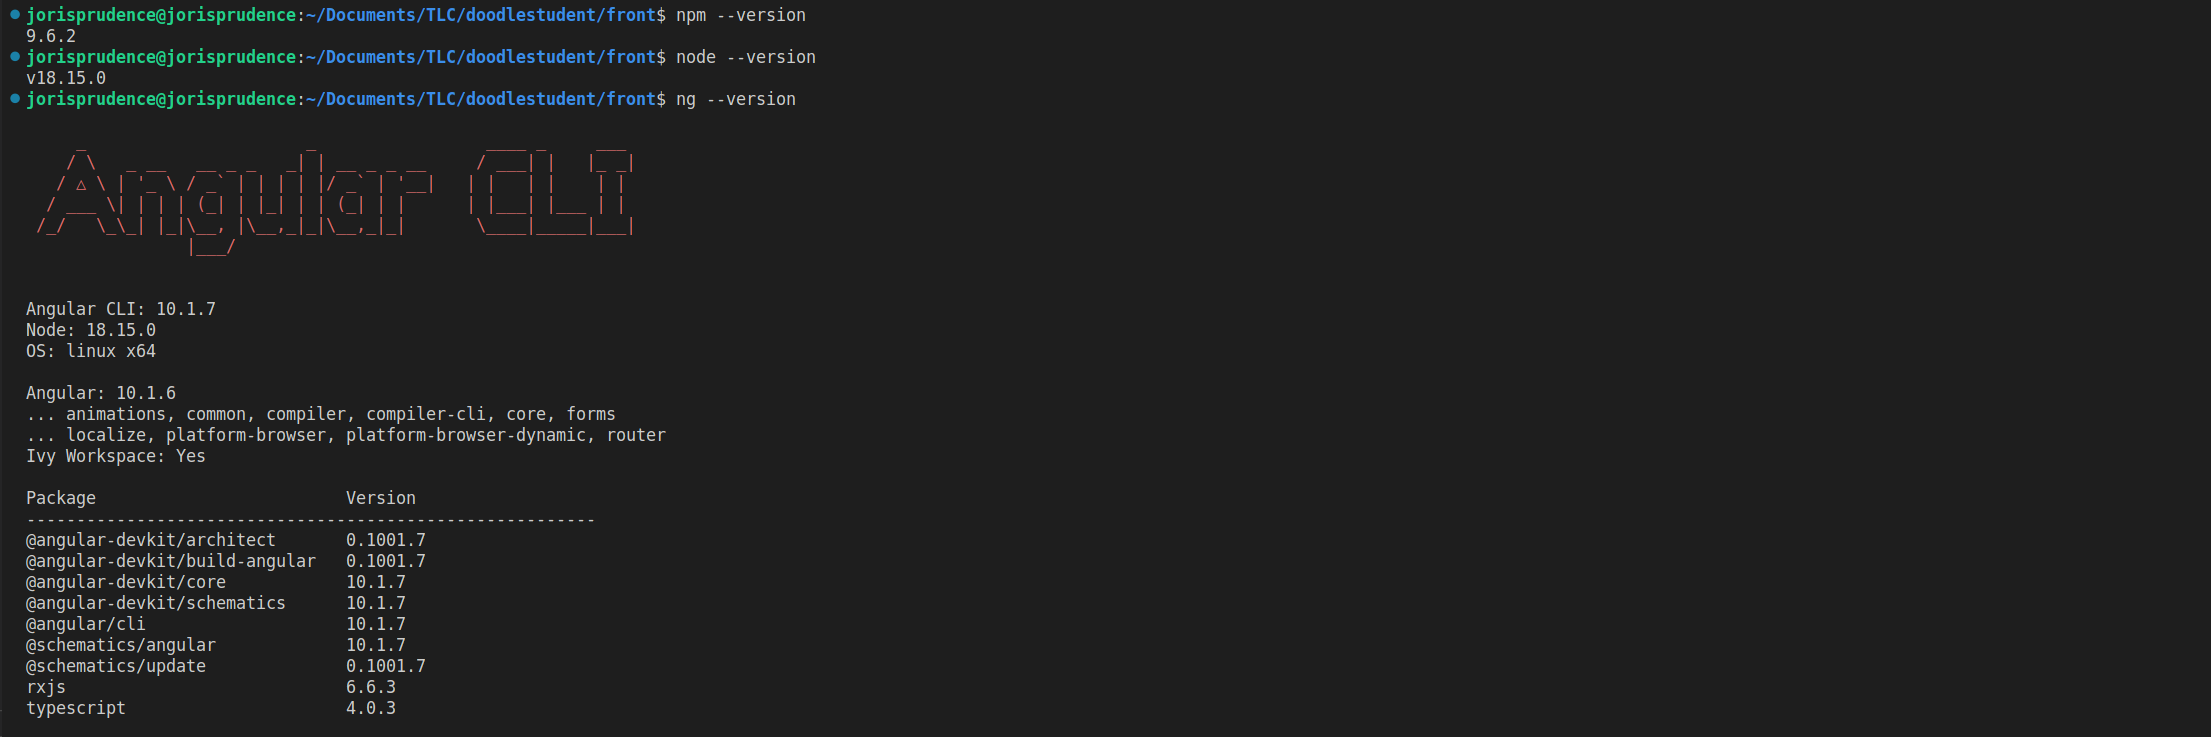 jorisprudence@jorisprudence:~/Documents/TLC/doodlestudent/front$ npm --version
9.6.2
jorisprudence@jorisprudence:~/Documents/TLC/doodlestudent/front$ node --version
v18.15.0
jorisprudence@jorisprudence:~/Documents/TLC/doodlestudent/front$ ng --version
Angular CLI
Angular CLI: 10.1.7
Node: 18.15.0
OS: linux x64
Angular: 10.1.6
... animations, common, compiler, compiler-cli, core, forms
... localize, platform-browser, platform-browser-dynamic, router
Ivy Workspace: Yes
Package                         Version
---------------------------------------------------------
@angular-devkit/architect       0.1001.7
@angular-devkit/build-angular   0.1001.7
@angular-devkit/core            10.1.7
@angular-devkit/schematics      10.1.7
@angular/cli                    10.1.7
@schematics/angular             10.1.7
@schematics/update              0.1001.7
rxjs                            6.6.3
typescript                      4.0.3